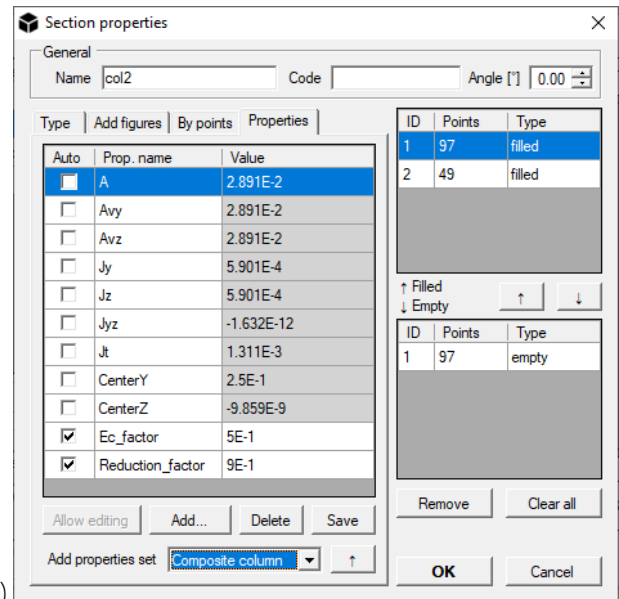 Section properties
General
Name col2 Code Angle [°] 0.00
Type Add figures By points Properties
Auto Prop. name Value
A 2.891E-2
Avy 2.891E-2
Avz 2.891E-2
Jy 5.901E-4
Jz 5.901E-4
Jyz -1.632E-12
Jt 1.311E-3
CenterY 2.5E-1
CenterZ -9.859E-9
Ec_factor 5E-1
Reduction_factor 9E-1
Allow editing Add... Delete Save
Add properties set Composite column ↑
ID Points Type
1 97 filled
2 49 filled
↑ Filled
↓ Empty
↑ ↓
ID Points Type
1 97 empty
Remove Clear all
OK Cancel
)